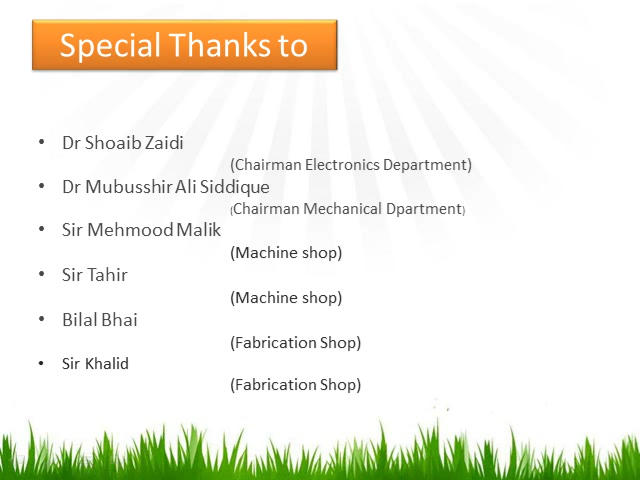 Special Thanks to
• Dr Shoaib Zaidi
(Chairman Electronics Department)
• Dr Mubusshir Ali Siddique
(Chairman Mechanical Dpartment)
• Sir Mehmood Malik
(Machine shop)
• Sir Tahir
(Machine shop)
• Bilal Bhai
(Fabrication Shop)
• Sir Khalid
(Fabrication Shop)